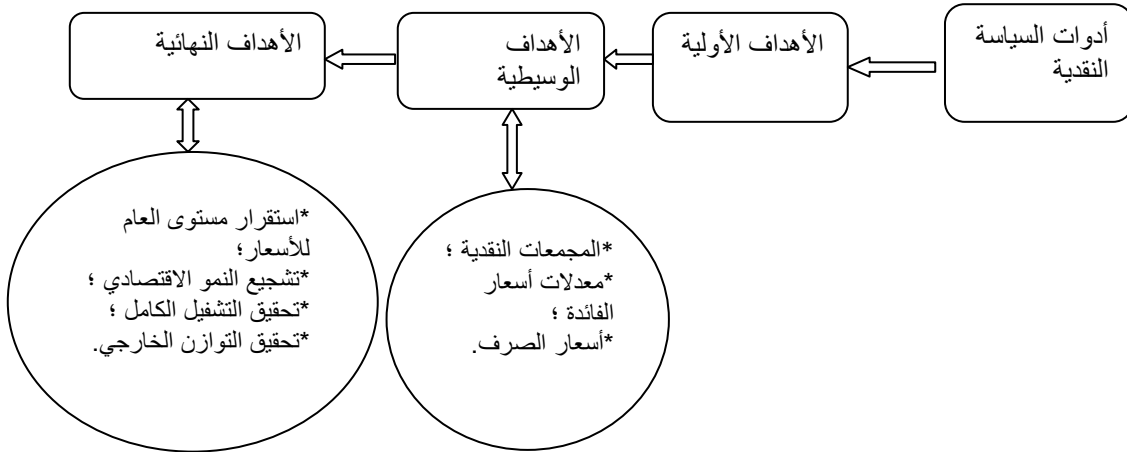 أدوات السياسة
النقدية
الأهداف الأولية
الأهداف
الوسيطية
الأهداف النهائية
*المجمعات النقدية ؛
*معدلات أسعار
الفائدة ؛
*أسعار الصرف.
*استقرار مستوى العام
للأسعار؛
*تشجيع النمو الاقتصادي ؛
*تحقيق التشغيل الكامل ؛
*تحقيق التوازن الخارجي.